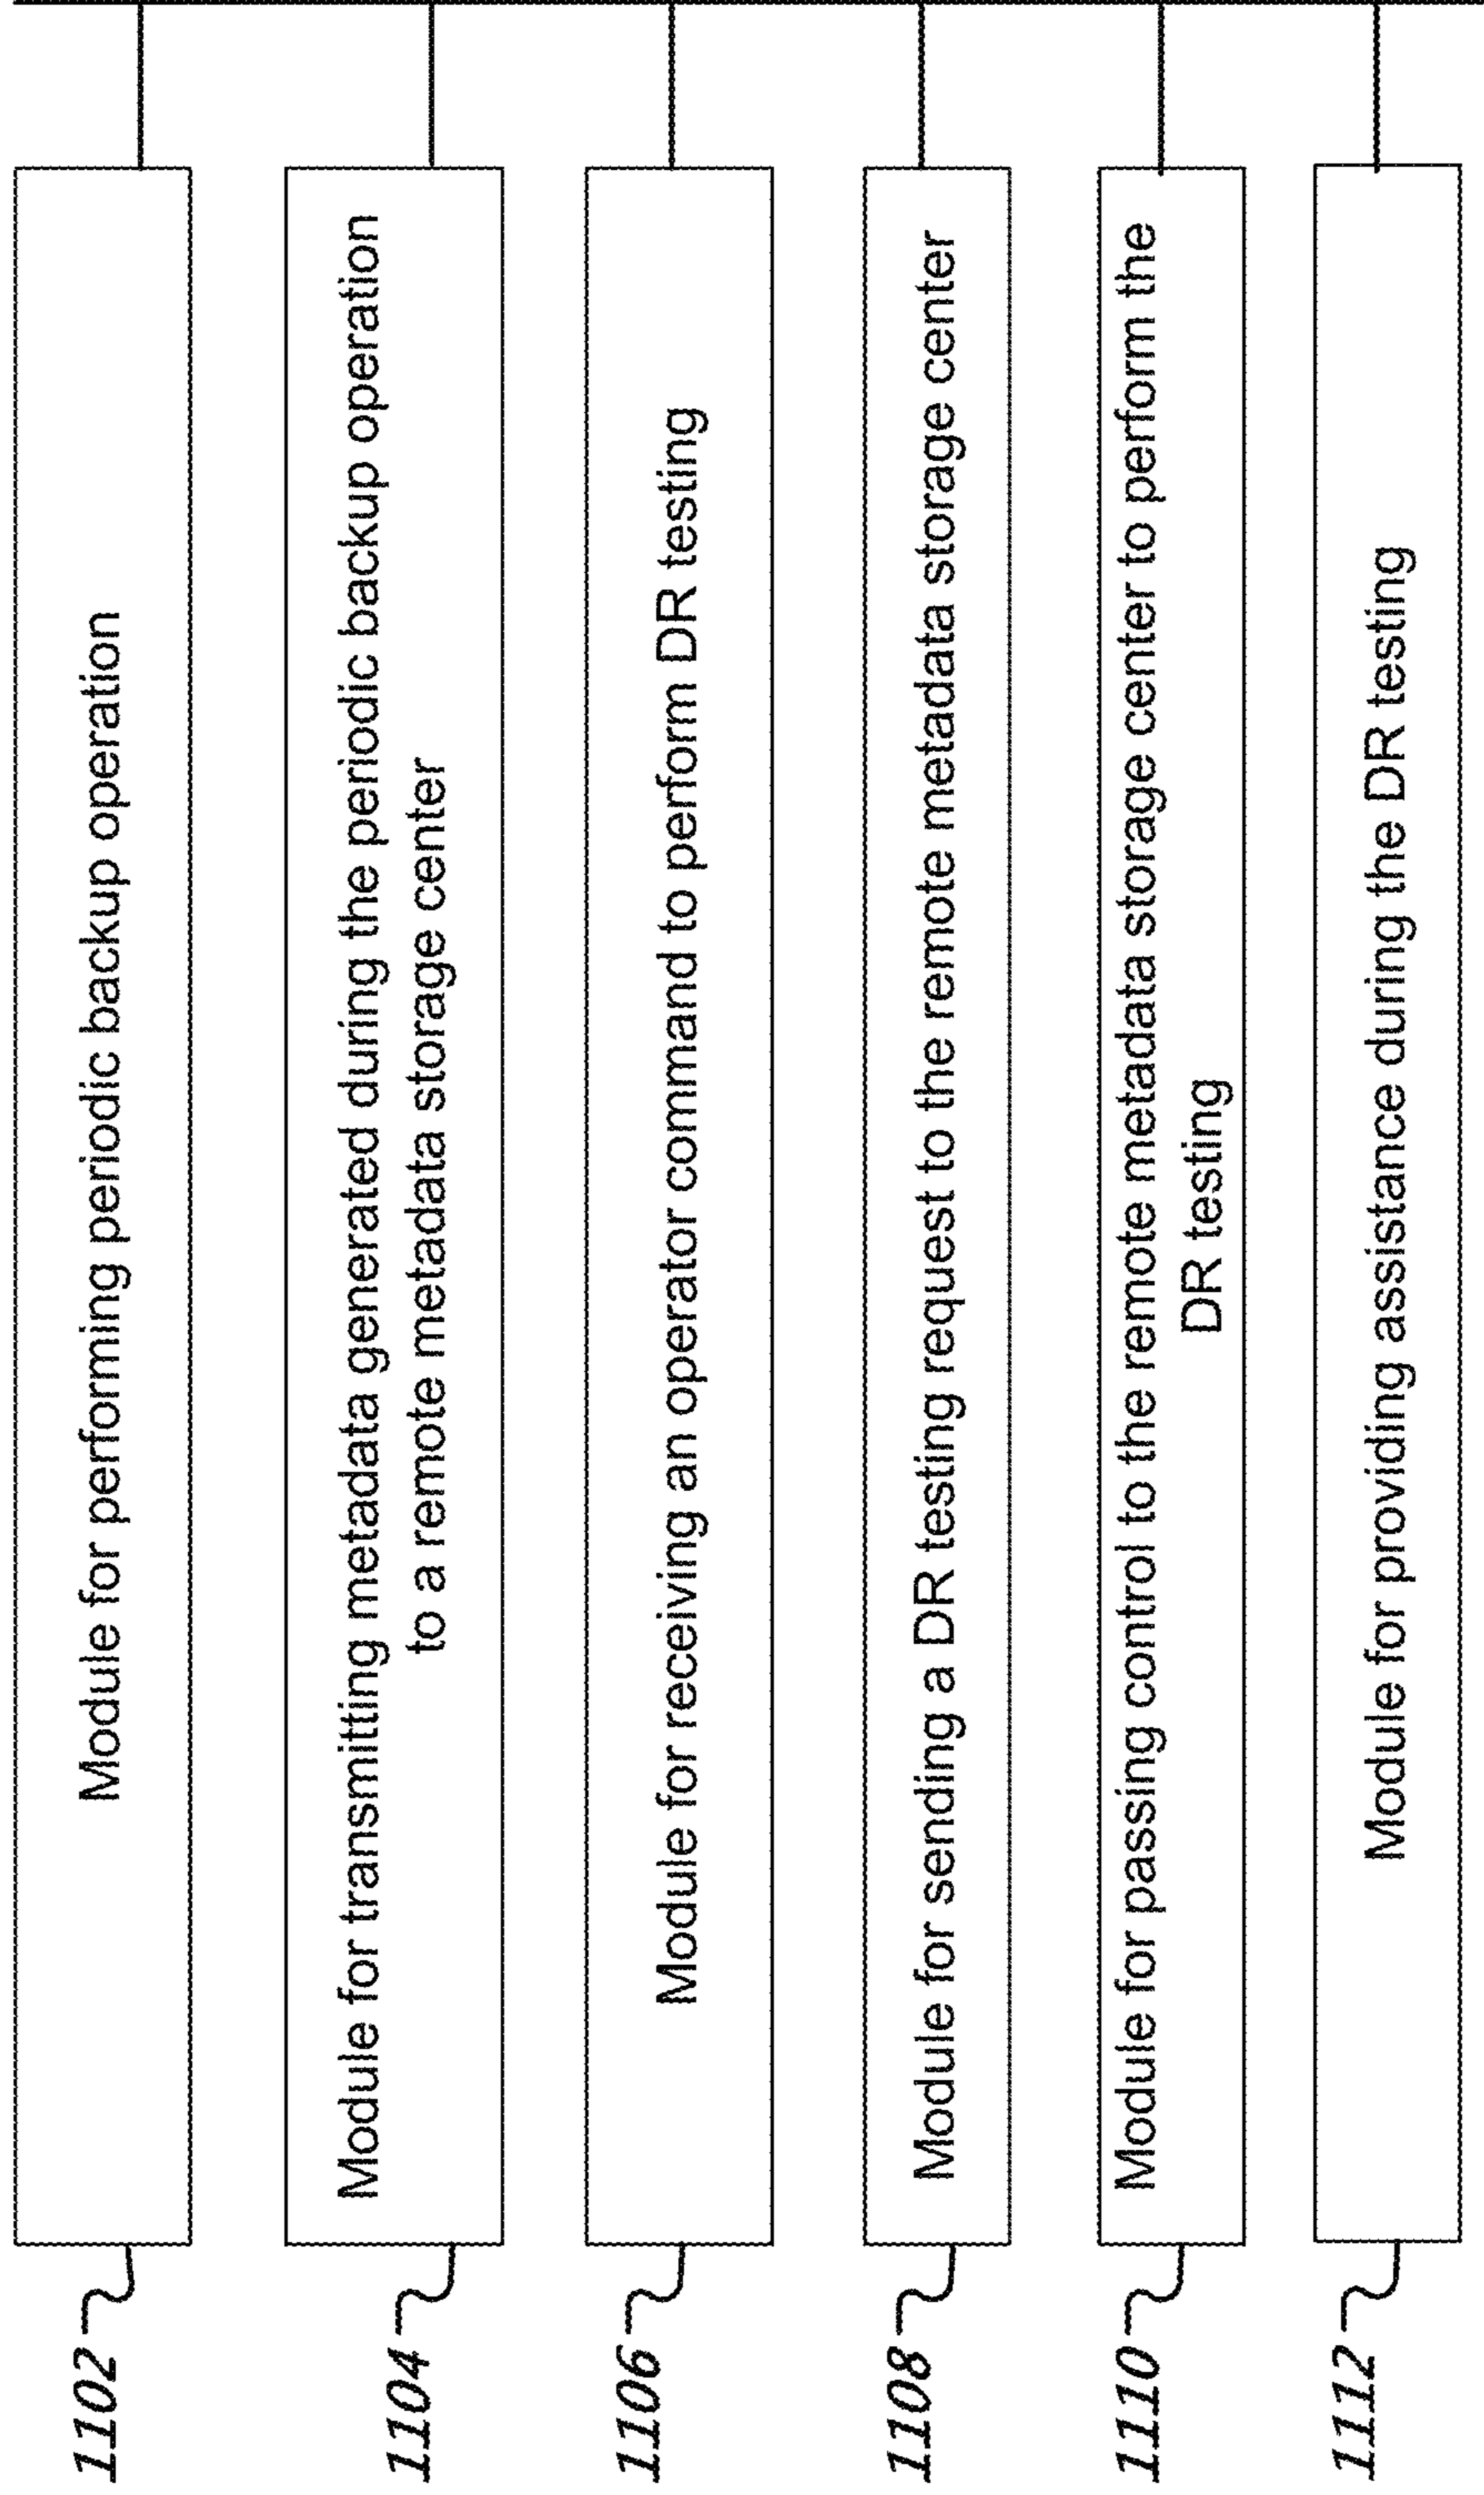 1102
Module for performing periodic backup operation
1104
Module for transmitting metadata generated during the periodic backup operation
to a remote metadata storage center
1106
Module for receiving an operator command to perform DR testing
1108
Module for sending a DR testing request to the remote metadata storage center
1110
Module for passing control to the remote metadata storage center to perform the
DR testing
1112
Module for providing assistance during the DR testing